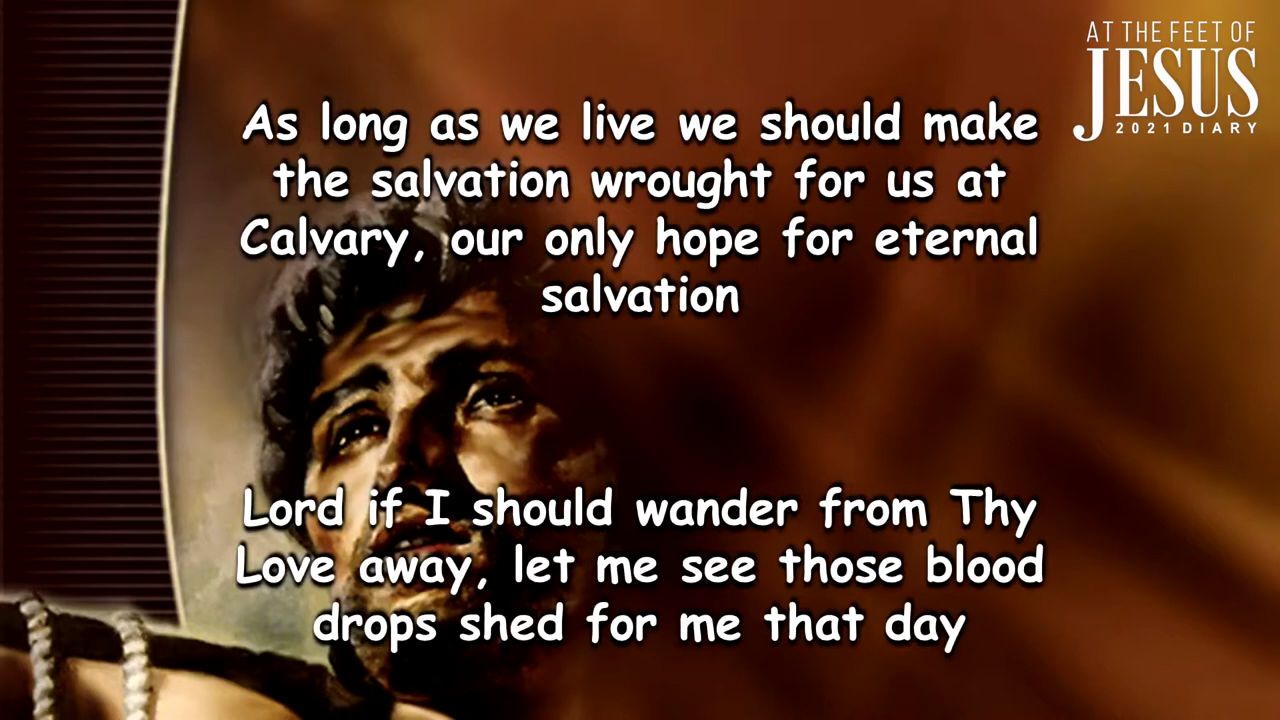 AT THE FEET OF
JESUS
2021 DIARY
As long as we live we should make
the salvation wrought for us at
Calvary, our only hope for eternal
salvation
Lord if I should wander from Thy
Love away, let me see those blood
drops shed for me that day